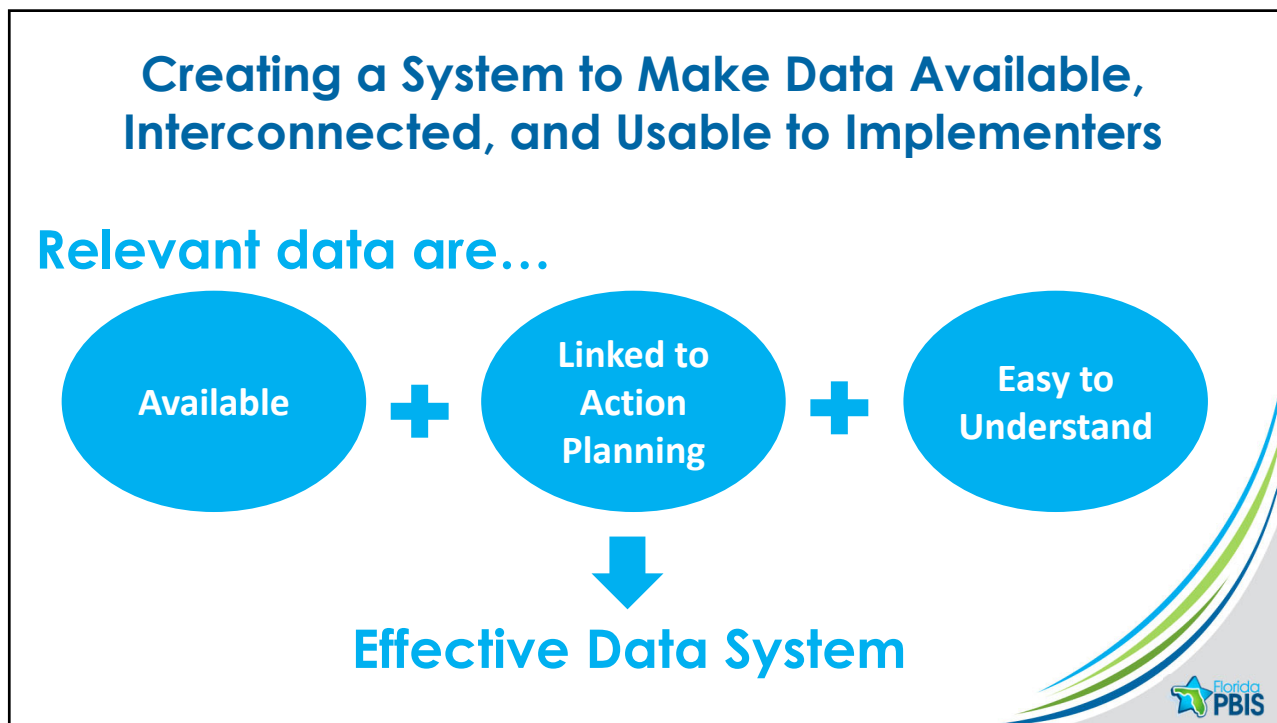 Creating a System to Make Data Available,
Interconnected, and Usable to Implementers
Relevant data are…
Available
Linked to
Action
Planning
Easy to
Understand
Effective Data System
Florida
PBIS